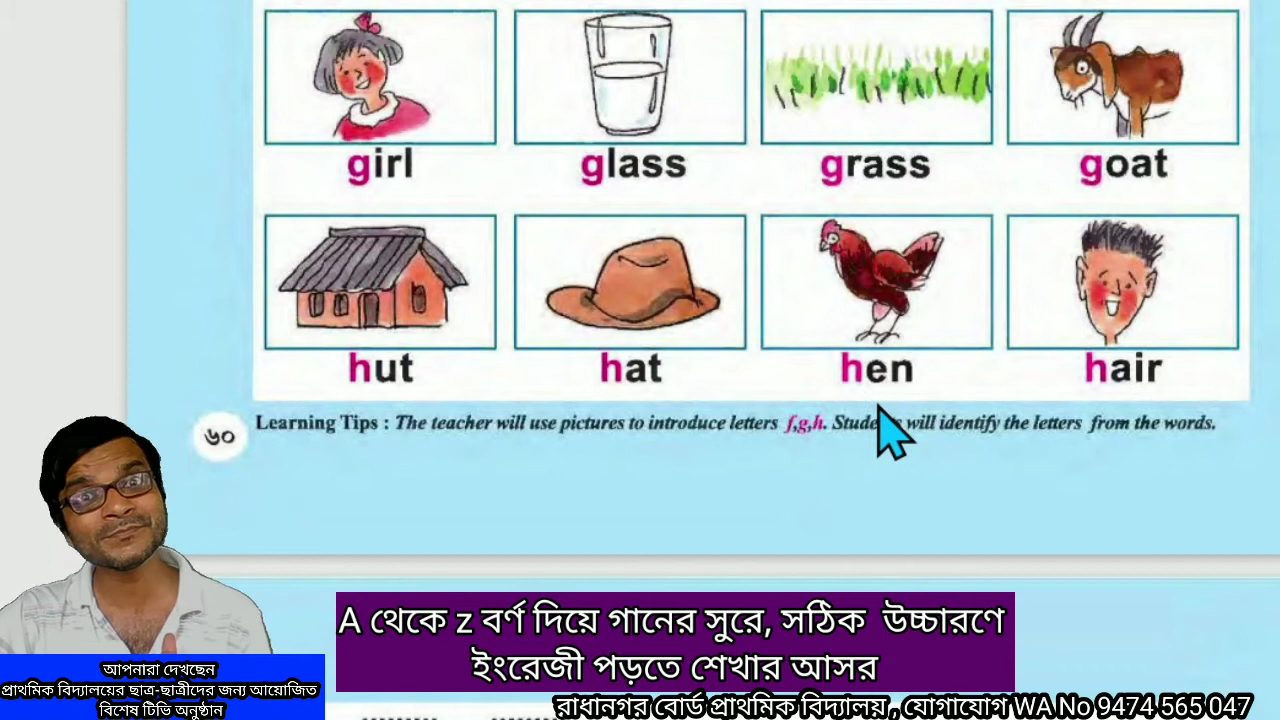 girl glass grass goat
hut hat hen hair
৬০ Learning Tips : The teacher will use pictures to introduce letters f,g,h. Students will identify the letters from the words.
A থেকে z বর্ণ দিয়ে গানের সুরে, সঠিক উচ্চারণে
ইংরেজী পড়তে শেখার আসর
আপনারা দেখছেন
প্রাথমিক বিদ্যালয়ের ছাত্র-ছাত্রীদের জন্য আয়োজিত
বিশেষ টিভি অনুষ্ঠান
রাধানগর বোর্ড প্রাথমিক বিদ্যালয় , যোগাযোগ WA No 9474 565 047